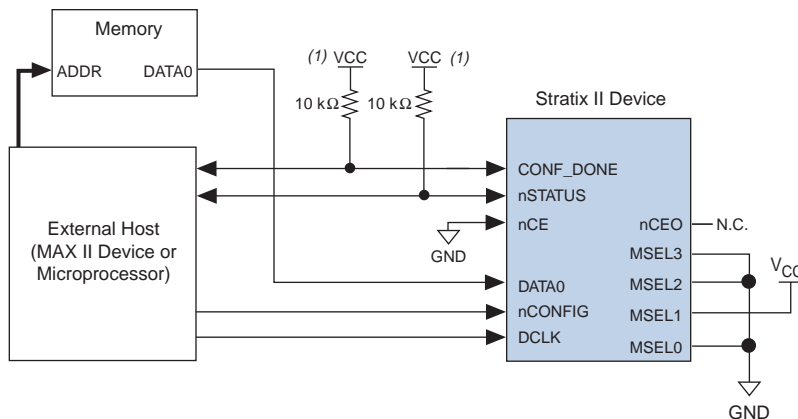 Memory
ADDR DATA0
(1) VCC VCC (1)
10 kΩ 10 kΩ
Stratix II Device
External Host
(MAX II Device or
Microprocessor)
CONF_DONE
nSTATUS
nCE
GND
DATA0
nCONFIG
DCLK
nCEO N.C.
MSEL3
MSEL2
MSEL1
MSEL0
VCC
GND